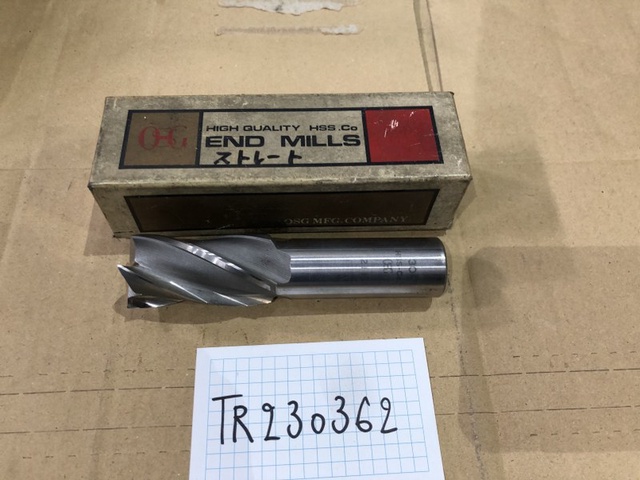 OSG
HIGH QUALITY HSS.Co
END MILLS
ストレート
OSG MFG. COMPANY
30
TR230362